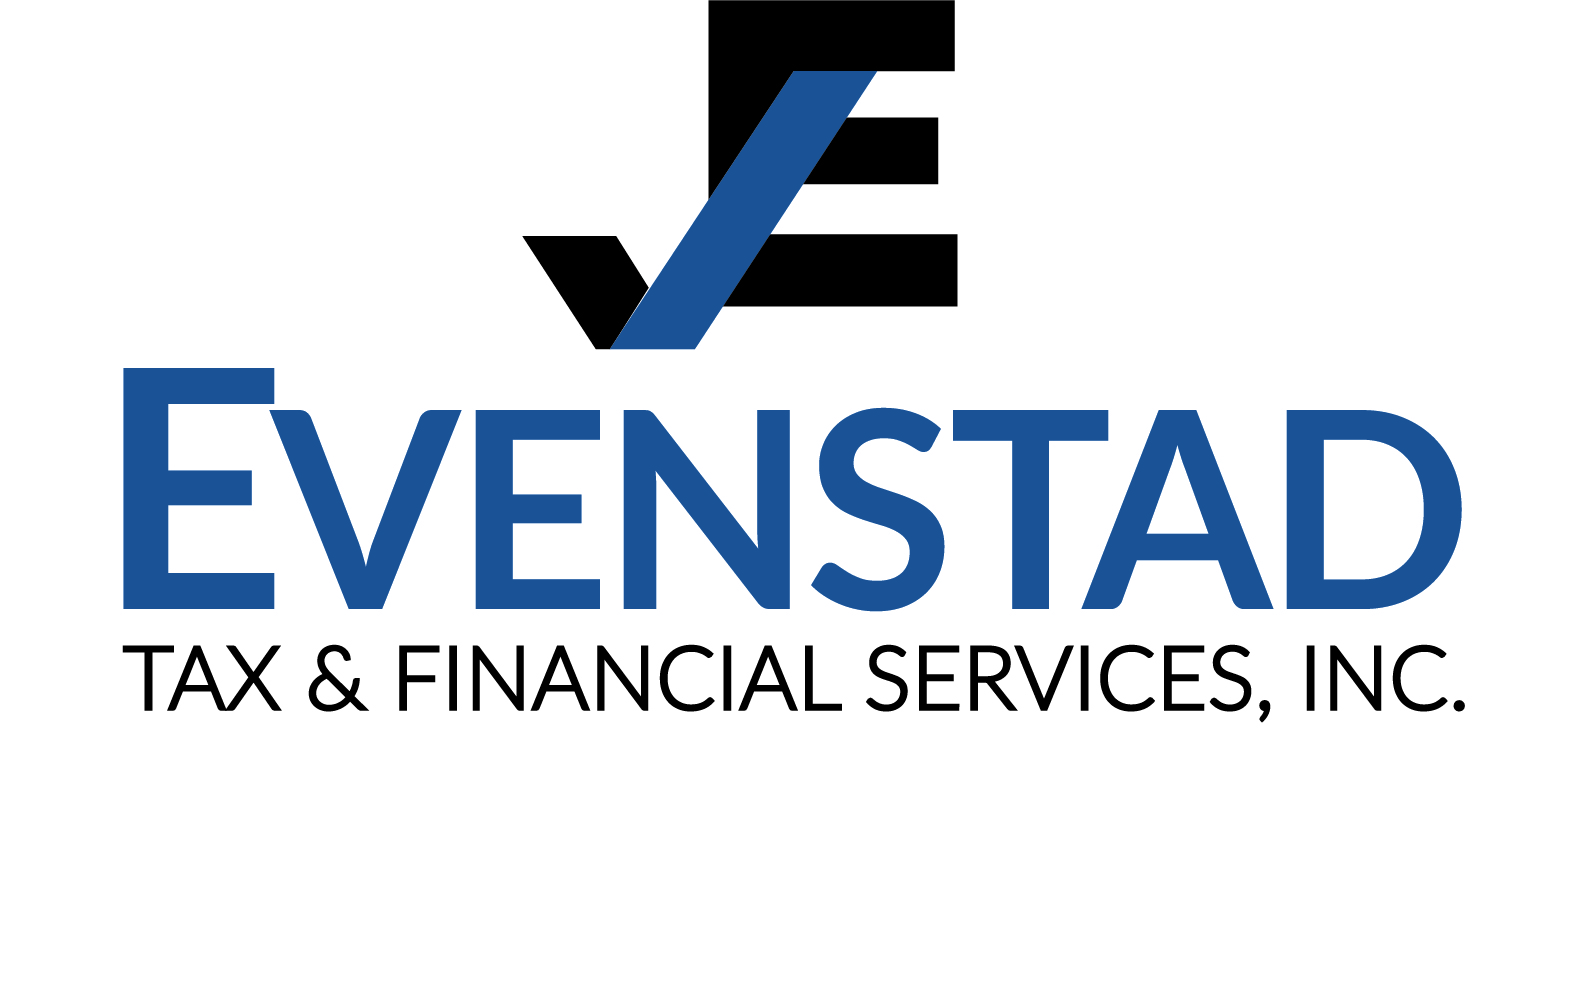 E
EVENSTAD
TAX & FINANCIAL SERVICES, INC.